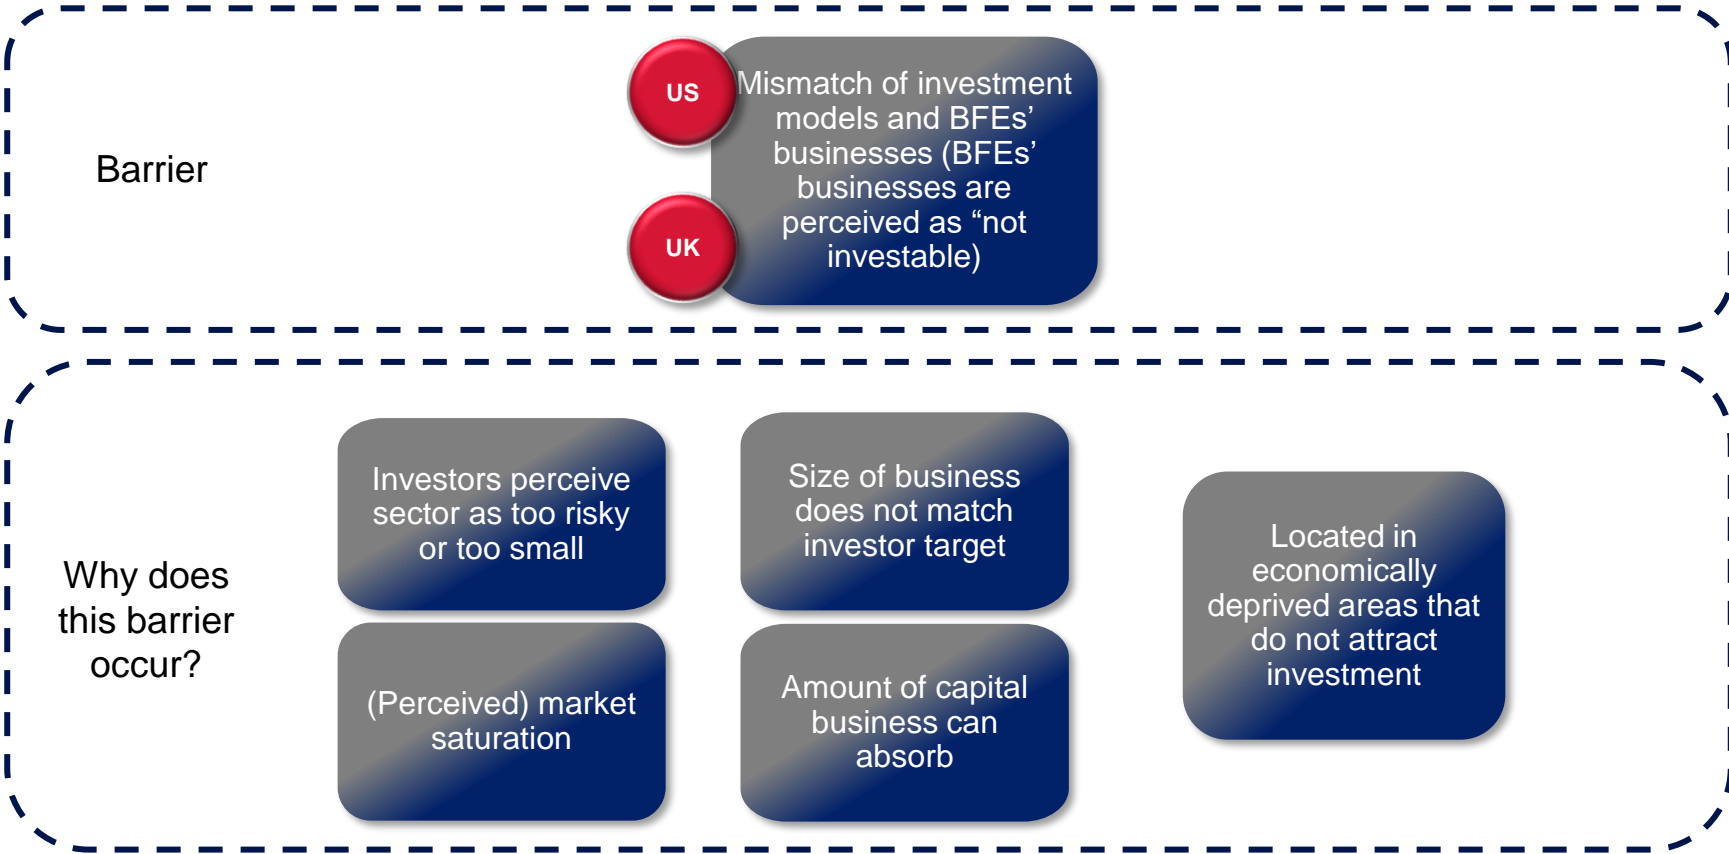 Barrier
US
UK
Mismatch of investment
models and BFEs’
businesses (BFEs’
businesses are
perceived as “not
investable)
Why does
this barrier
occur?
Investors perceive
sector as too risky
or too small
Size of business
does not match
investor target
Located in
economically
deprived areas that
do not attract
investment
(Perceived) market
saturation
Amount of capital
business can
absorb